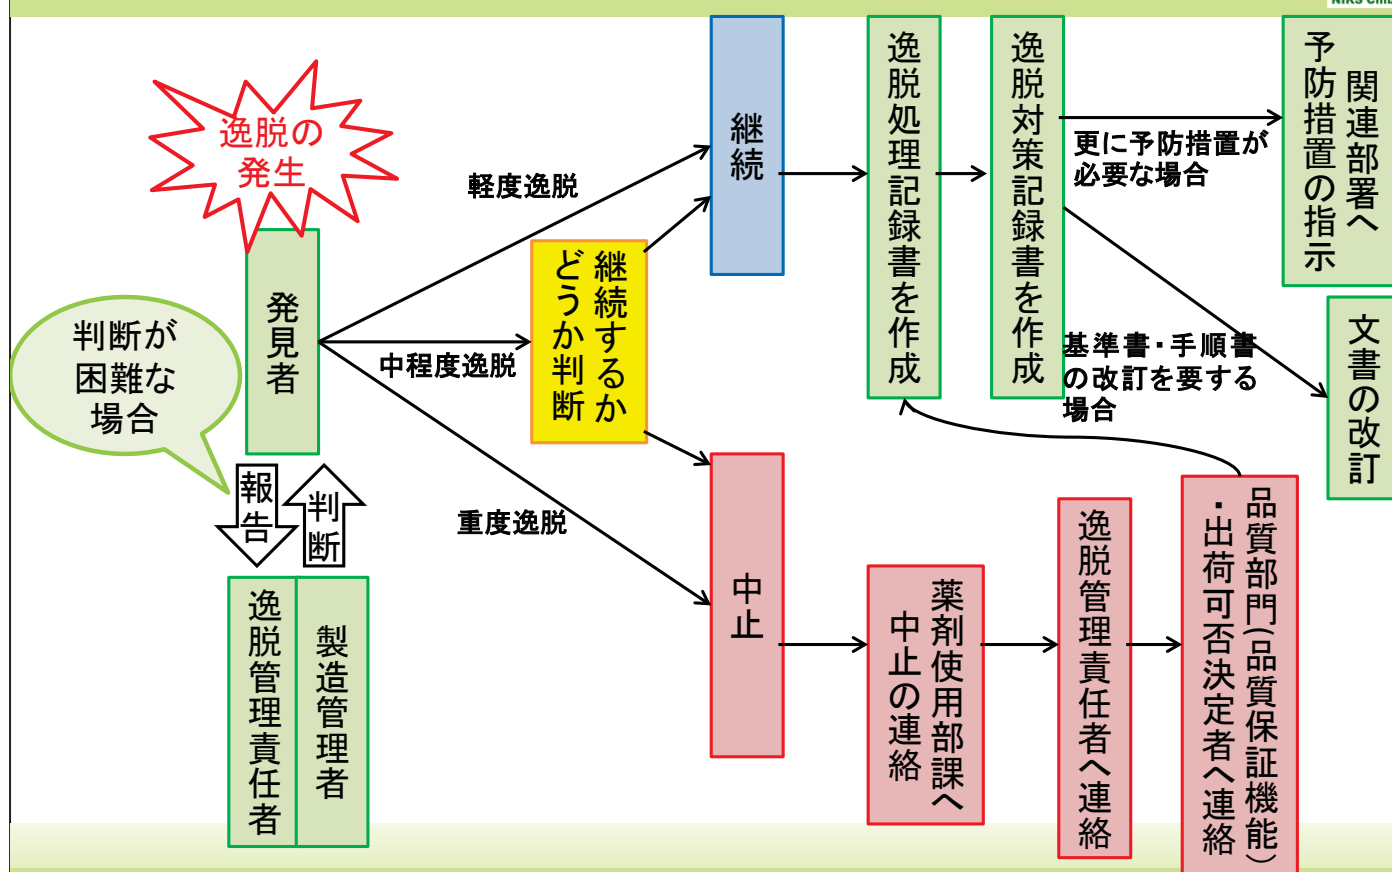 逸脱の
発生
発見者
判断が
困難な
場合
報告
判断
逸脱管理責任者
製造管理者
軽度逸脱
中程度逸脱
重度逸脱
継続するか
どうか判断
継続
中止
逸脱処理記録書を作成
逸脱対策記録書を作成
更に予防措置が
必要な場合
関連部署へ
予防措置の指示
基準書・手順書
の改訂を要する
場合
文書の改訂
薬剤使用部課へ
中止の連絡
逸脱管理責任者へ連絡
品質部門(品質保証機能)
・出荷可否決定者へ連絡